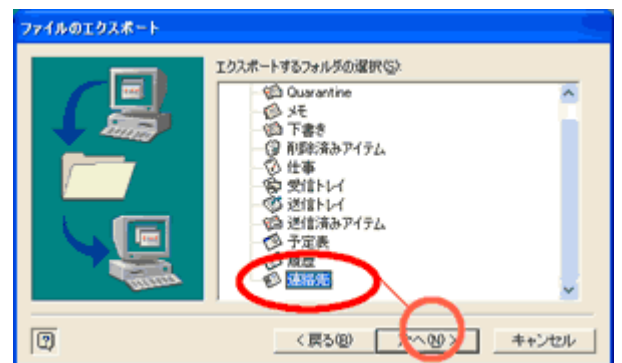 ファイルのエクスポート
エクスポートするフォルダの選択(S):
Quarantine
メモ
下書き
削除済みアイテム
仕事
受信トレイ
送信トレイ
送信済みアイテム
予定表
履歴
連絡先
< 戻る(B)
次へ(N) >
キャンセル